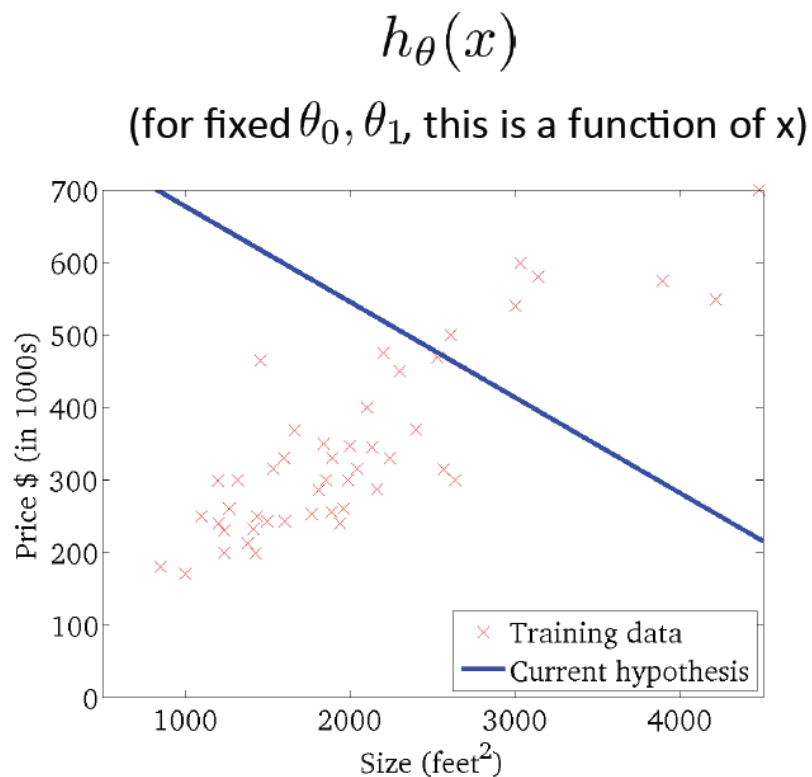 hθ(x)
(for fixed θ0, θ1, this is a function of x)
700
600
500
400
300
200
100
0
Price $ (in 1000s)
Training data
Current hypothesis
1000 2000 3000 4000
Size (feet²)